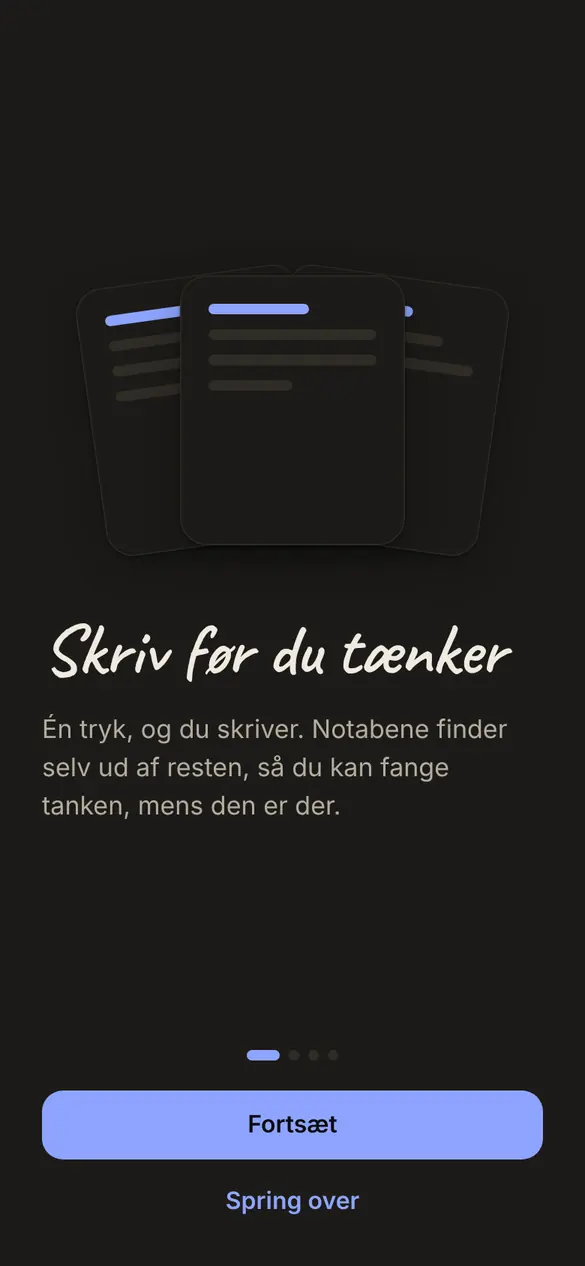 Skriv før du tænker
Én tryk, og du skriver. Notabene finder
selv ud af resten, så du kan fange
tanken, mens den er der.
Fortsæt
Spring over